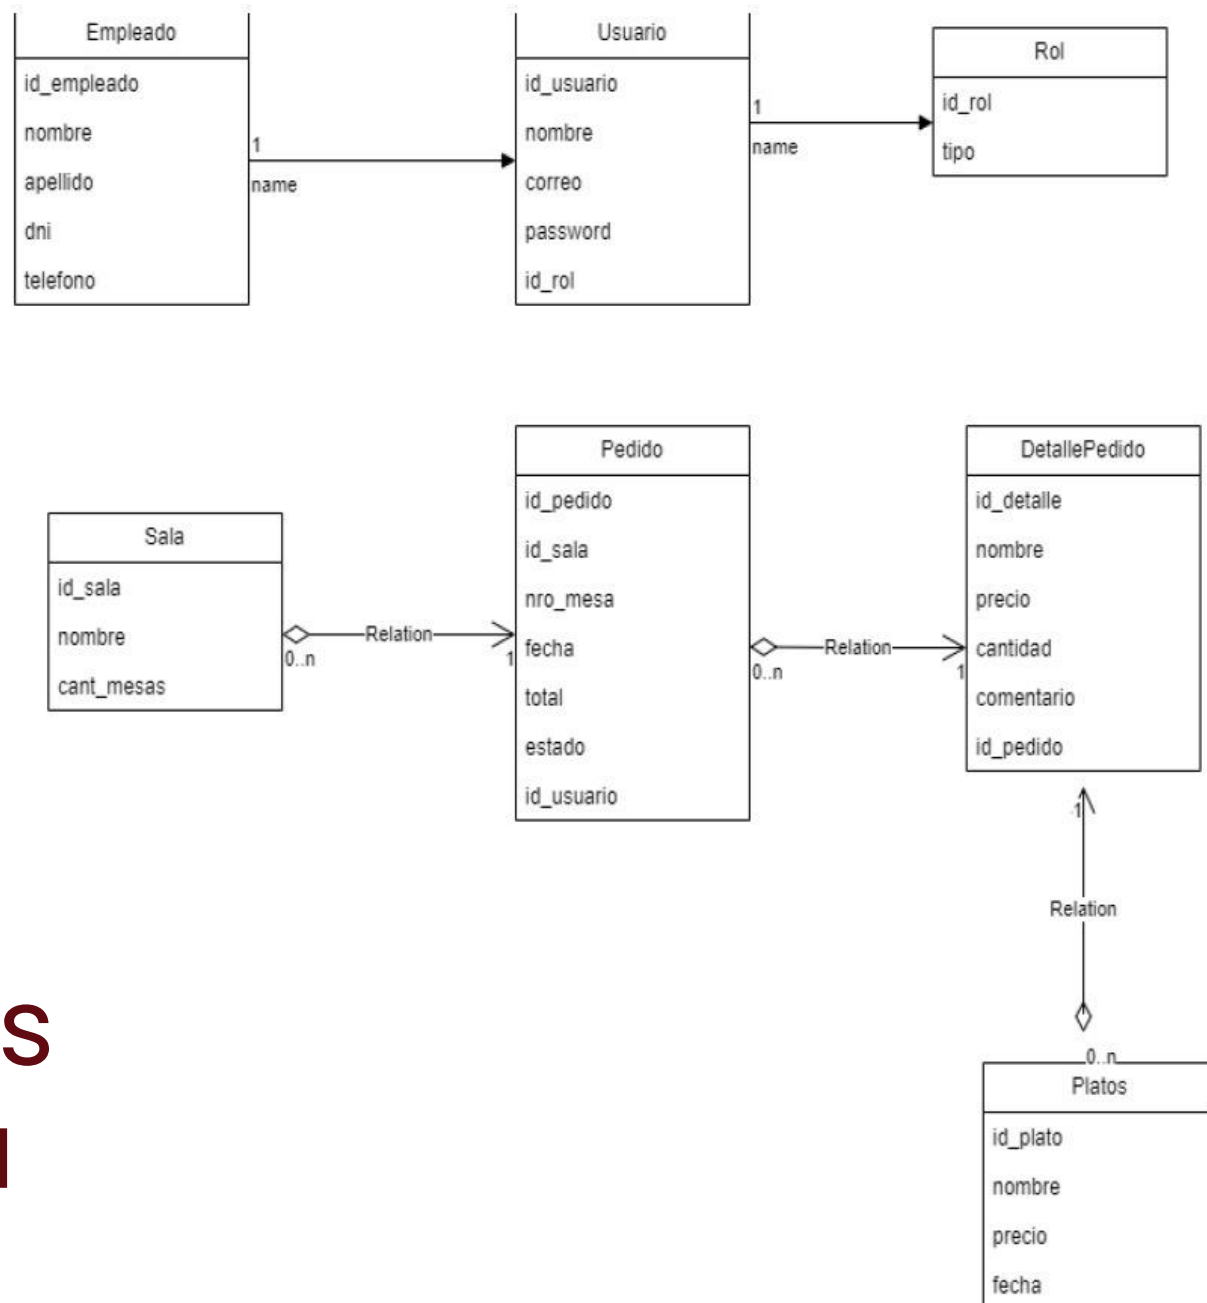 Empleado
id_empleado
nombre
apellido
dni
telefono
1
name
Usuario
id_usuario
nombre
correo
password
id_rol
1
name
Rol
id_rol
tipo
Sala
id_sala
nombre
cant_mesas
0..n
Relation
1
Pedido
id_pedido
id_sala
nro_mesa
fecha
total
estado
id_usuario
0..n
Relation
1
DetallePedido
id_detalle
nombre
precio
cantidad
comentario
id_pedido
1
Relation
0..n
Platos
id_plato
nombre
precio
fecha
s